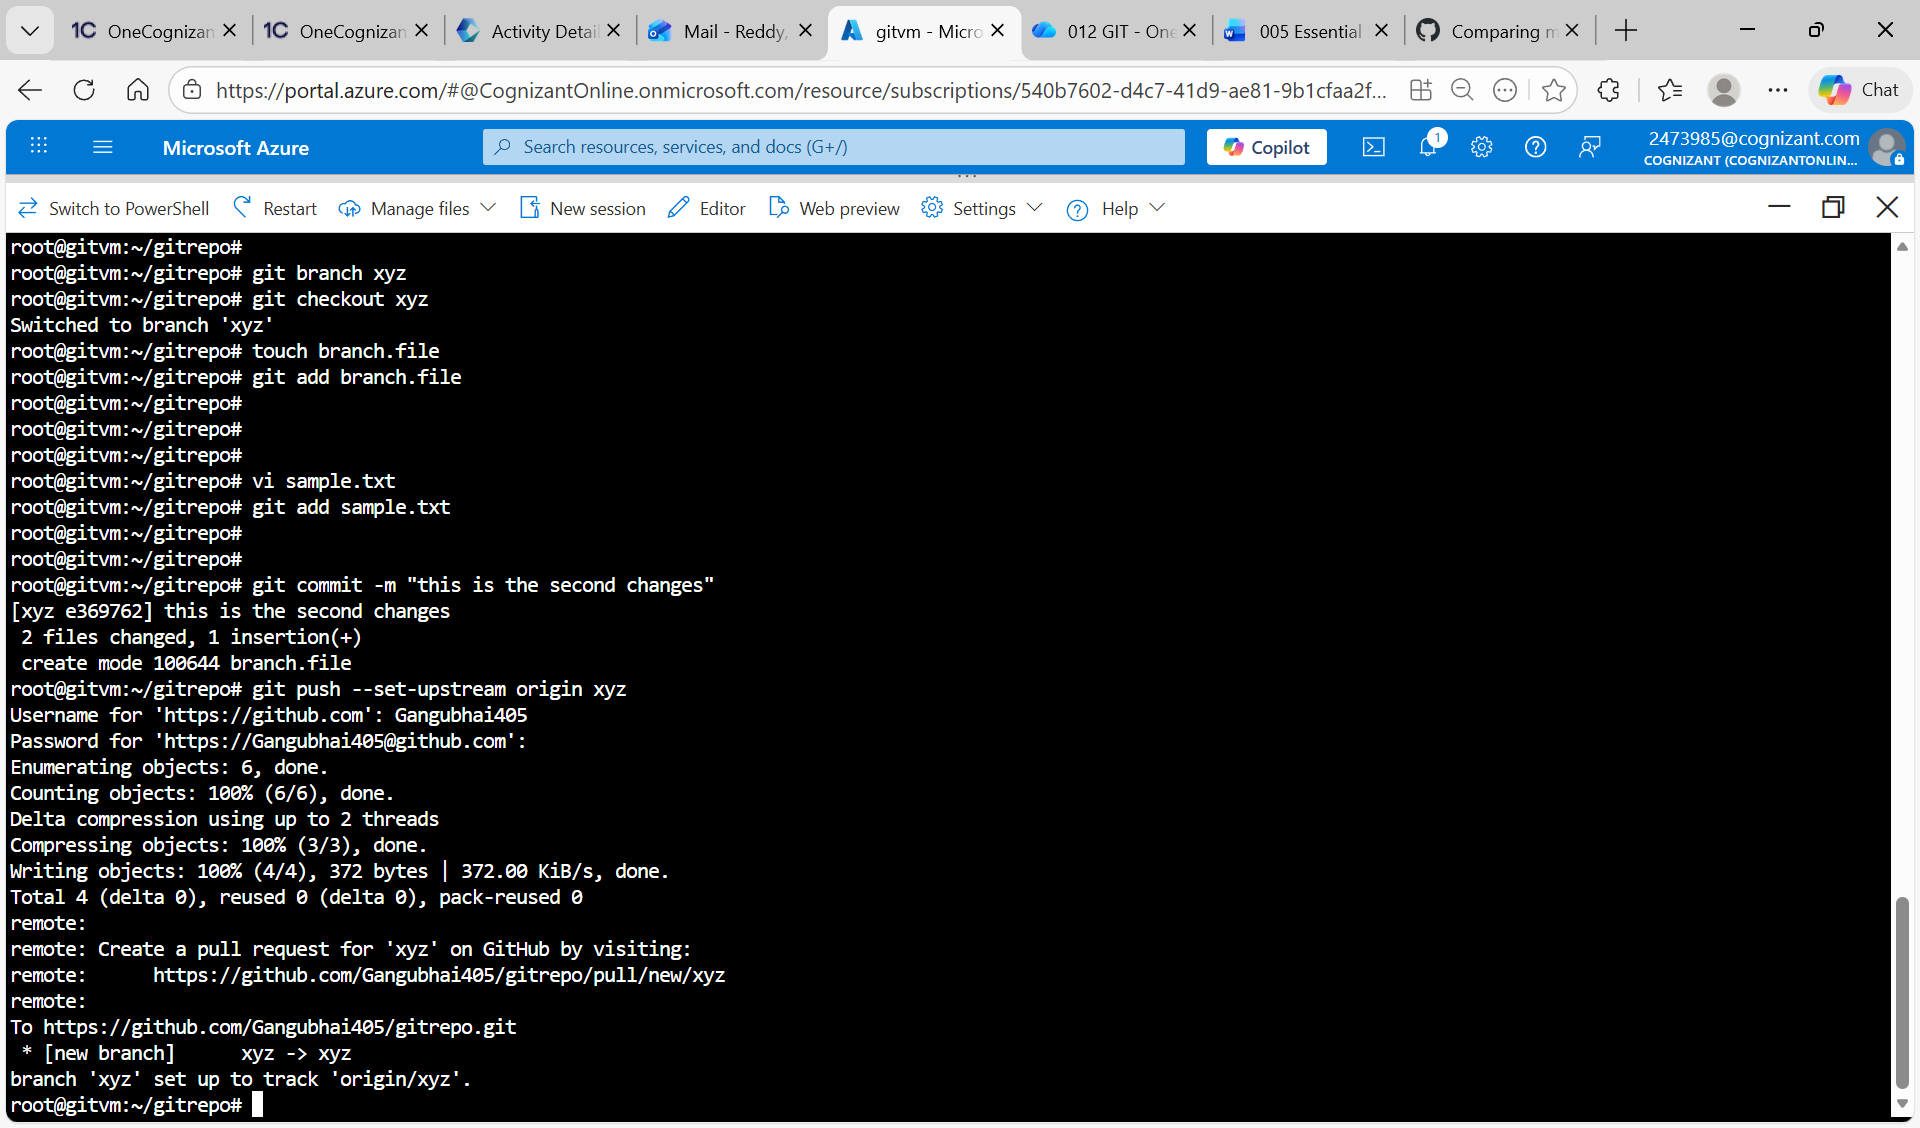 OneCognizan
OneCognizan
Activity Detail
Mail - Reddy,
gitvm - Micro
012 GIT - One
005 Essential
Comparing m
https://portal.azure.com/#@CognizantOnline.onmicrosoft.com/resource/subscriptions/540b7602-d4c7-41d9-ae81-9b1cfaa2f...
Chat
Microsoft Azure
Search resources, services, and docs (G+/)
Copilot
1
2473985@cognizant.com
COGNIZANT (COGNIZANTONLIN...
Switch to PowerShell
Restart
Manage files
New session
Editor
Web preview
Settings
Help
root@gitvm:~/gitrepo#
root@gitvm:~/gitrepo# git branch xyz
root@gitvm:~/gitrepo# git checkout xyz
Switched to branch 'xyz'
root@gitvm:~/gitrepo# touch branch.file
root@gitvm:~/gitrepo# git add branch.file
root@gitvm:~/gitrepo#
root@gitvm:~/gitrepo#
root@gitvm:~/gitrepo#
root@gitvm:~/gitrepo# vi sample.txt
root@gitvm:~/gitrepo# git add sample.txt
root@gitvm:~/gitrepo#
root@gitvm:~/gitrepo#
root@gitvm:~/gitrepo# git commit -m "this is the second changes"
[xyz e369762] this is the second changes
 2 files changed, 1 insertion(+)
 create mode 100644 branch.file
root@gitvm:~/gitrepo# git push --set-upstream origin xyz
Username for 'https://github.com': Gangubhai405
Password for 'https://Gangubhai405@github.com':
Enumerating objects: 6, done.
Counting objects: 100% (6/6), done.
Delta compression using up to 2 threads
Compressing objects: 100% (3/3), done.
Writing objects: 100% (4/4), 372 bytes | 372.00 KiB/s, done.
Total 4 (delta 0), reused 0 (delta 0), pack-reused 0
remote:
remote: Create a pull request for 'xyz' on GitHub by visiting:
remote:      https://github.com/Gangubhai405/gitrepo/pull/new/xyz
remote:
To https://github.com/Gangubhai405/gitrepo.git
 * [new branch]      xyz -> xyz
branch 'xyz' set up to track 'origin/xyz'.
root@gitvm:~/gitrepo#